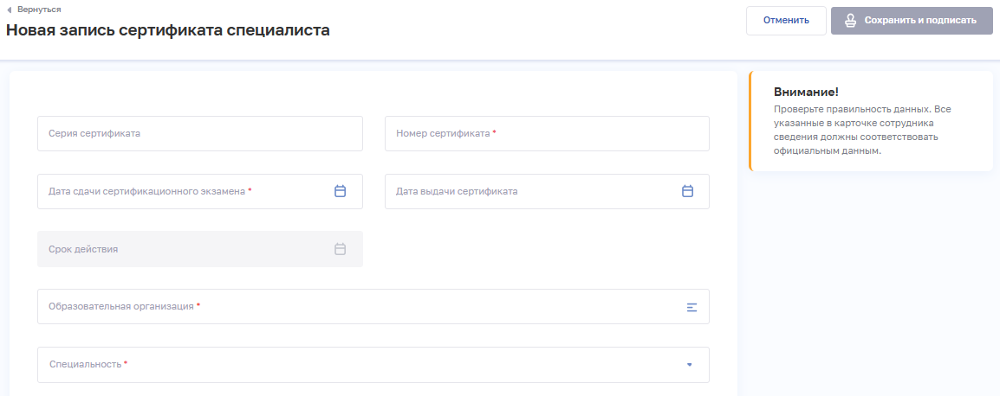 Вернуться
Новая запись сертификата специалиста
Отменить
Сохранить и подписать
Серия сертификата
Номер сертификата *
Дата сдачи сертификационного экзамена *
Дата выдачи сертификата
Срок действия
Образовательная организация *
Специальность *
Внимание!
Проверьте правильность данных. Все
указанные в карточке сотрудника
сведения должны соответствовать
официальным данным.